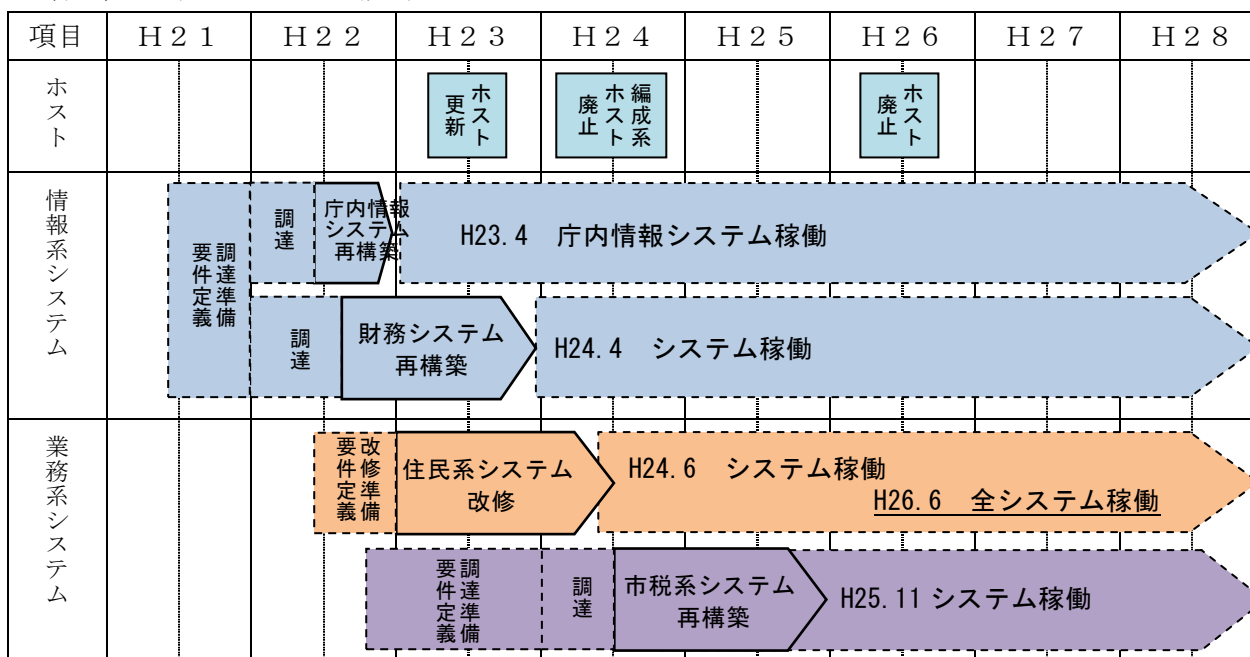 項目 Ｈ２１ Ｈ２２ Ｈ２３ Ｈ２４ Ｈ２５ Ｈ２６ Ｈ２７ Ｈ２８
ホスト
ホスト
更新
編成系
ホスト
廃止
ホスト
廃止
情報系システム
調達準備
要件定義
調達
庁内情報
システム
再構築
H23.4 庁内情報システム稼働
調達
財務システム
再構築
H24.4 システム稼働
業務系システム
改修準備
要件定義
住民系システム
改修
H24.6 システム稼働
H26.6 全システム稼働
調達準備
要件定義
調達
市税系システム
再構築
H25.11 システム稼働